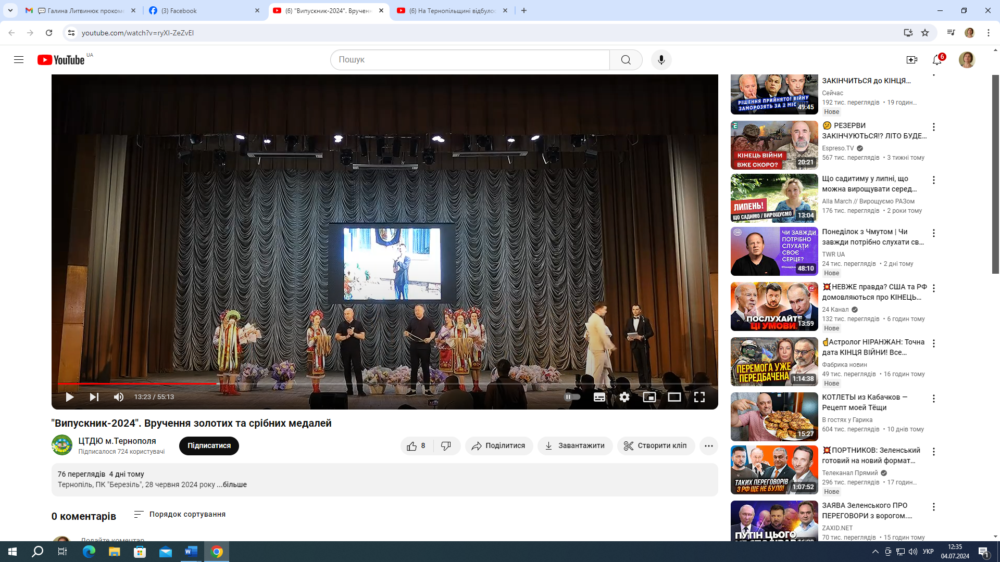 Галина Литвинюк прокоме
(3) Facebook
(6) "Випускник-2024". Вручення
(6) На Тернопільщині відбулос
youtube.com/watch?v=ryXI-ZeZvEI
YouTube
UA
Пошук
6
13:23 / 55:13
"Випускник-2024". Вручення золотих та срібних медалей
ЦТДЮ м.Тернополя
Підписалося 724 користувачі
Підписатися
8
Поділитися
Завантажити
Створити кліп
76 переглядів 4 дні тому
Тернопіль, ПК "Березіль", 28 червня 2024 року ...більше
0 коментарів
Порядок сортування
Додайте коментар
РІШЕННЯ ПРИЙНЯТО! ВІЙНУ
ЗАМОРОЗЯТЬ ЗА 2 МІС
49:45
ЗАКІНЧИТЬСЯ до КІНЦЯ...
Сейчас
192 тис. переглядів • 19 годин...
Нове
КІНЕЦЬ ВІЙНИ
ВЖЕ СКОРО?
20:21
РЕЗЕРВИ
ЗАКІНЧУЮТЬСЯ!? ЛІТО БУДЕ...
Espreso.TV
567 тис. переглядів • 3 тижні тому
ЛИПЕНЬ!
ЩО САДИМО / ВИРОЩУЄМО
13:04
Що садитиму у липні, що
можна вирощувати серед...
Alla March // Вирощуємо РАЗом
176 тис. переглядів • 2 роки тому
ЧИ ЗАВЖДИ
ПОТРІБНО
СЛУХАТИ
СВОЄ
СЕРЦЕ?
48:10
Понеділок з Чмутом | Чи
завжди потрібно слухати св...
TWR UA
24 тис. переглядів • 2 дні тому
Нове
24
ПОСЛУХАЙТЕ
ЦІ УМОВИ
13:59
НЕВЖЕ правда? США та РФ
домовляються про КІНЕЦЬ...
24 Канал
132 тис. переглядів • 6 годин тому
Нове
ПЕРЕМОГА УЖЕ
ПЕРЕДБАЧЕНА
1:14:38
Астролог НІРАНЖАН: Точна
дата КІНЦЯ ВІЙНИ! Все...
Фабрика новин
49 тис. переглядів • 16 годин тому
Нове
15:27
КОТЛЕТЫ из Кабачков —
Рецепт моей Тёщи
В гостях у Гарика
604 тис. переглядів • 10 днів тому
ТАКИХ ПЕРЕГОВОРІВ
З РФ ЩЕ НЕ БУЛО!
1:07:52
ПОРТНИКОВ: Зеленський
готовий на новий формат...
Телеканал Прямий
296 тис. переглядів • 17 годин...
Нове
ПУТІН ЦЬОГО
ЗАЯВА Зеленського ПРО
ПЕРЕГОВОРИ з ворогом....
ZAXID.NET
70 тис. переглядів • 15 годин тому
УКР
12:35
04.07.2024
1